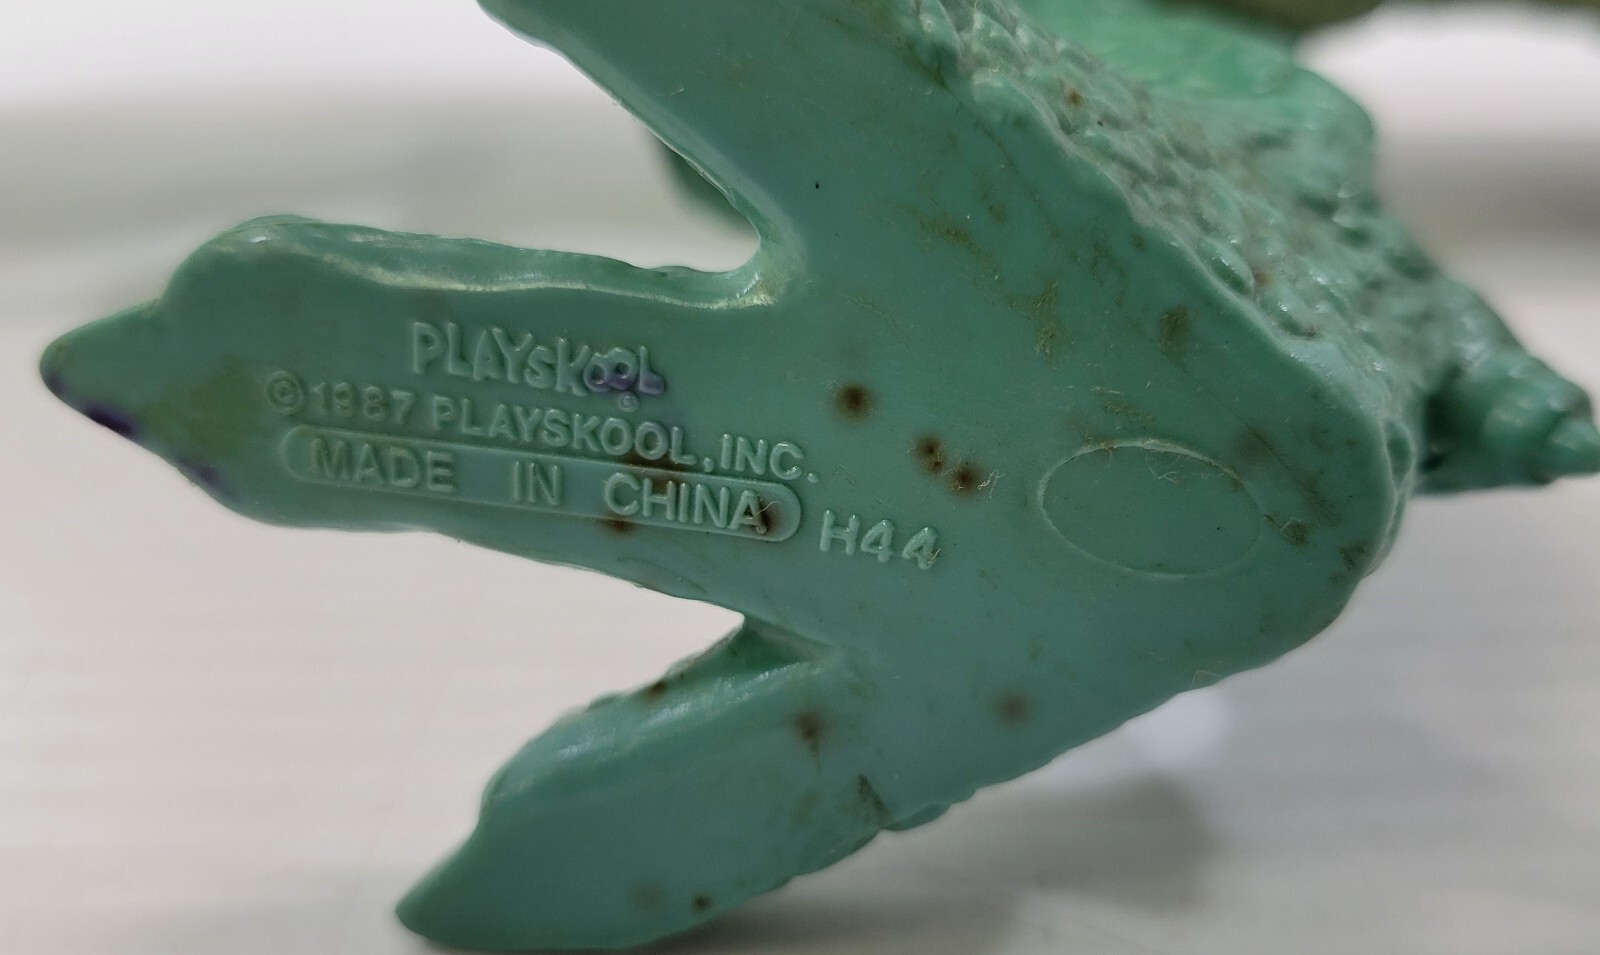 PLAYSKOOL
©
©1987 PLAYSKOOL, INC.
MADE IN CHINA H44